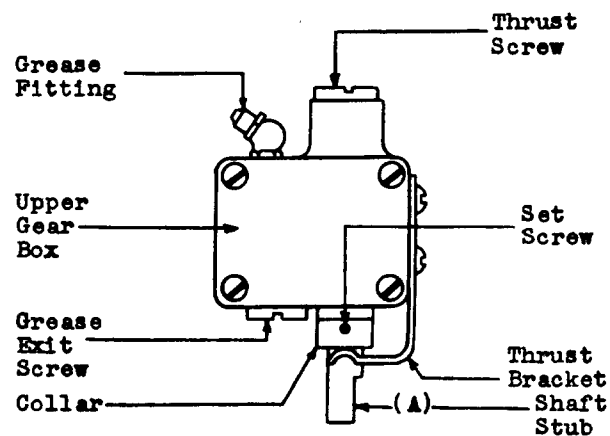 Thrust
Screw
Grease
Fitting
Upper
Gear
Box
Set
Screw
Grease
Exit
Screw
Collar
Thrust
Bracket
(A)
Shaft
Stub